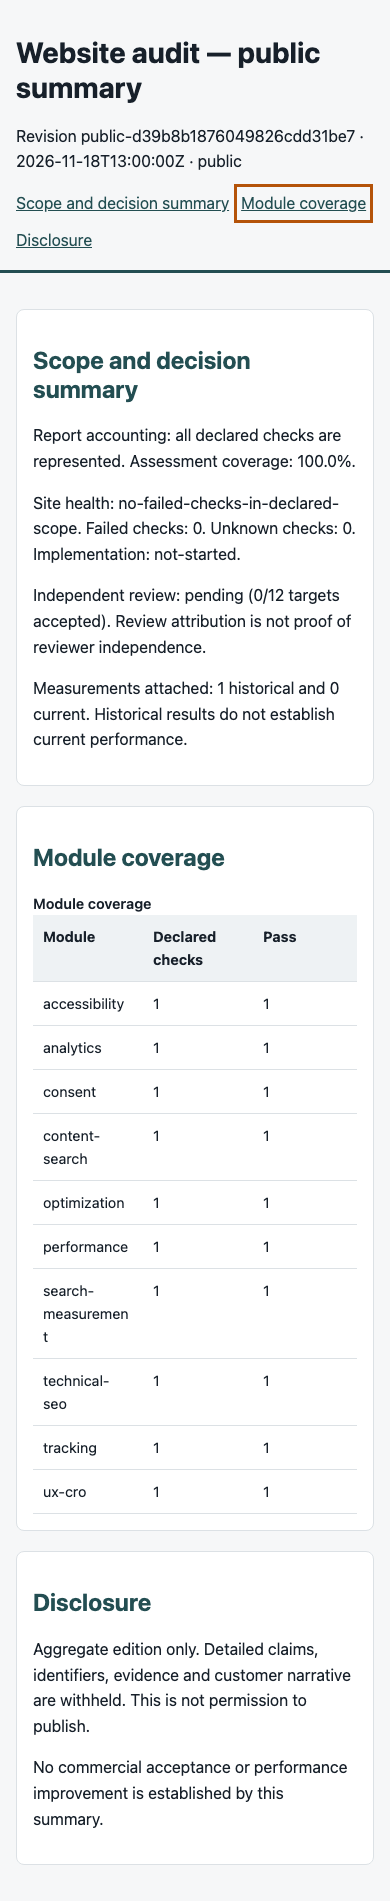 Website audit — public
summary
Revision public-d39b8b1876049826cdd31be7 ·
2026-11-18T13:00:00Z · public
Scope and decision summary Module coverage
Disclosure
Scope and decision
summary
Report accounting: all declared checks are
represented. Assessment coverage: 100.0%.
Site health: no-failed-checks-in-declared-
scope. Failed checks: 0. Unknown checks: 0.
Implementation: not-started.
Independent review: pending (0/12 targets
accepted). Review attribution is not proof of
reviewer independence.
Measurements attached: 1 historical and 0
current. Historical results do not establish
current performance.
Module coverage
Module coverage
Module Declared Pass
checks
accessibility 1 1
analytics 1 1
consent 1 1
content- 1 1
search
optimization 1 1
performance 1 1
search- 1 1
measuremen
t
technical- 1 1
seo
tracking 1 1
ux-cro 1 1
Disclosure
Aggregate edition only. Detailed claims,
identifiers, evidence and customer narrative
are withheld. This is not permission to
publish.
No commercial acceptance or performance
improvement is established by this
summary.